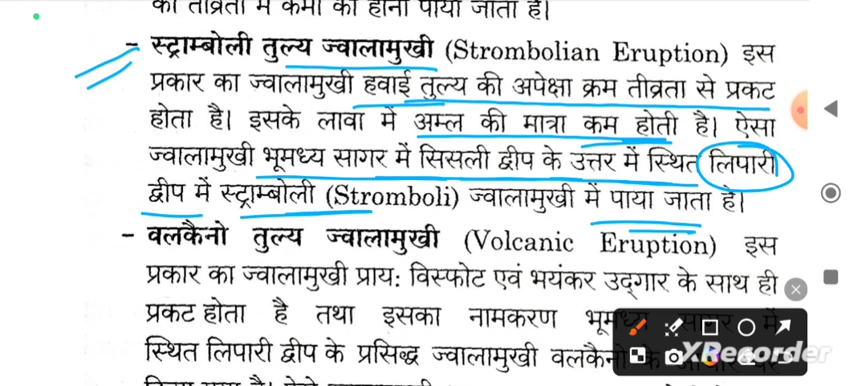 का तीव्रता में कमी का होना पाया जाता है।
- स्ट्राम्बोली तुल्य ज्वालामुखी (Strombolian Eruption) इस
प्रकार का ज्वालामुखी हवाई तुल्य की अपेक्षा क्रम तीव्रता से प्रकट
होता है। इसके लावा में अम्ल की मात्रा कम होती है। ऐसा
ज्वालामुखी भूमध्य सागर में सिसली द्वीप के उत्तर में स्थित लिपारी
द्वीप में स्ट्राम्बोली (Stromboli) ज्वालामुखी में पाया जाता है।
- वलकैनो तुल्य ज्वालामुखी (Volcanic Eruption) इस
प्रकार का ज्वालामुखी प्राय: विस्फोट एवं भयंकर उद्गार के साथ ही
प्रकट होता है तथा इसका नामकरण भूमध्य में
स्थित लिपारी द्वीप के प्रसिद्ध ज्वालामुखी वलकैनो
XRecorder